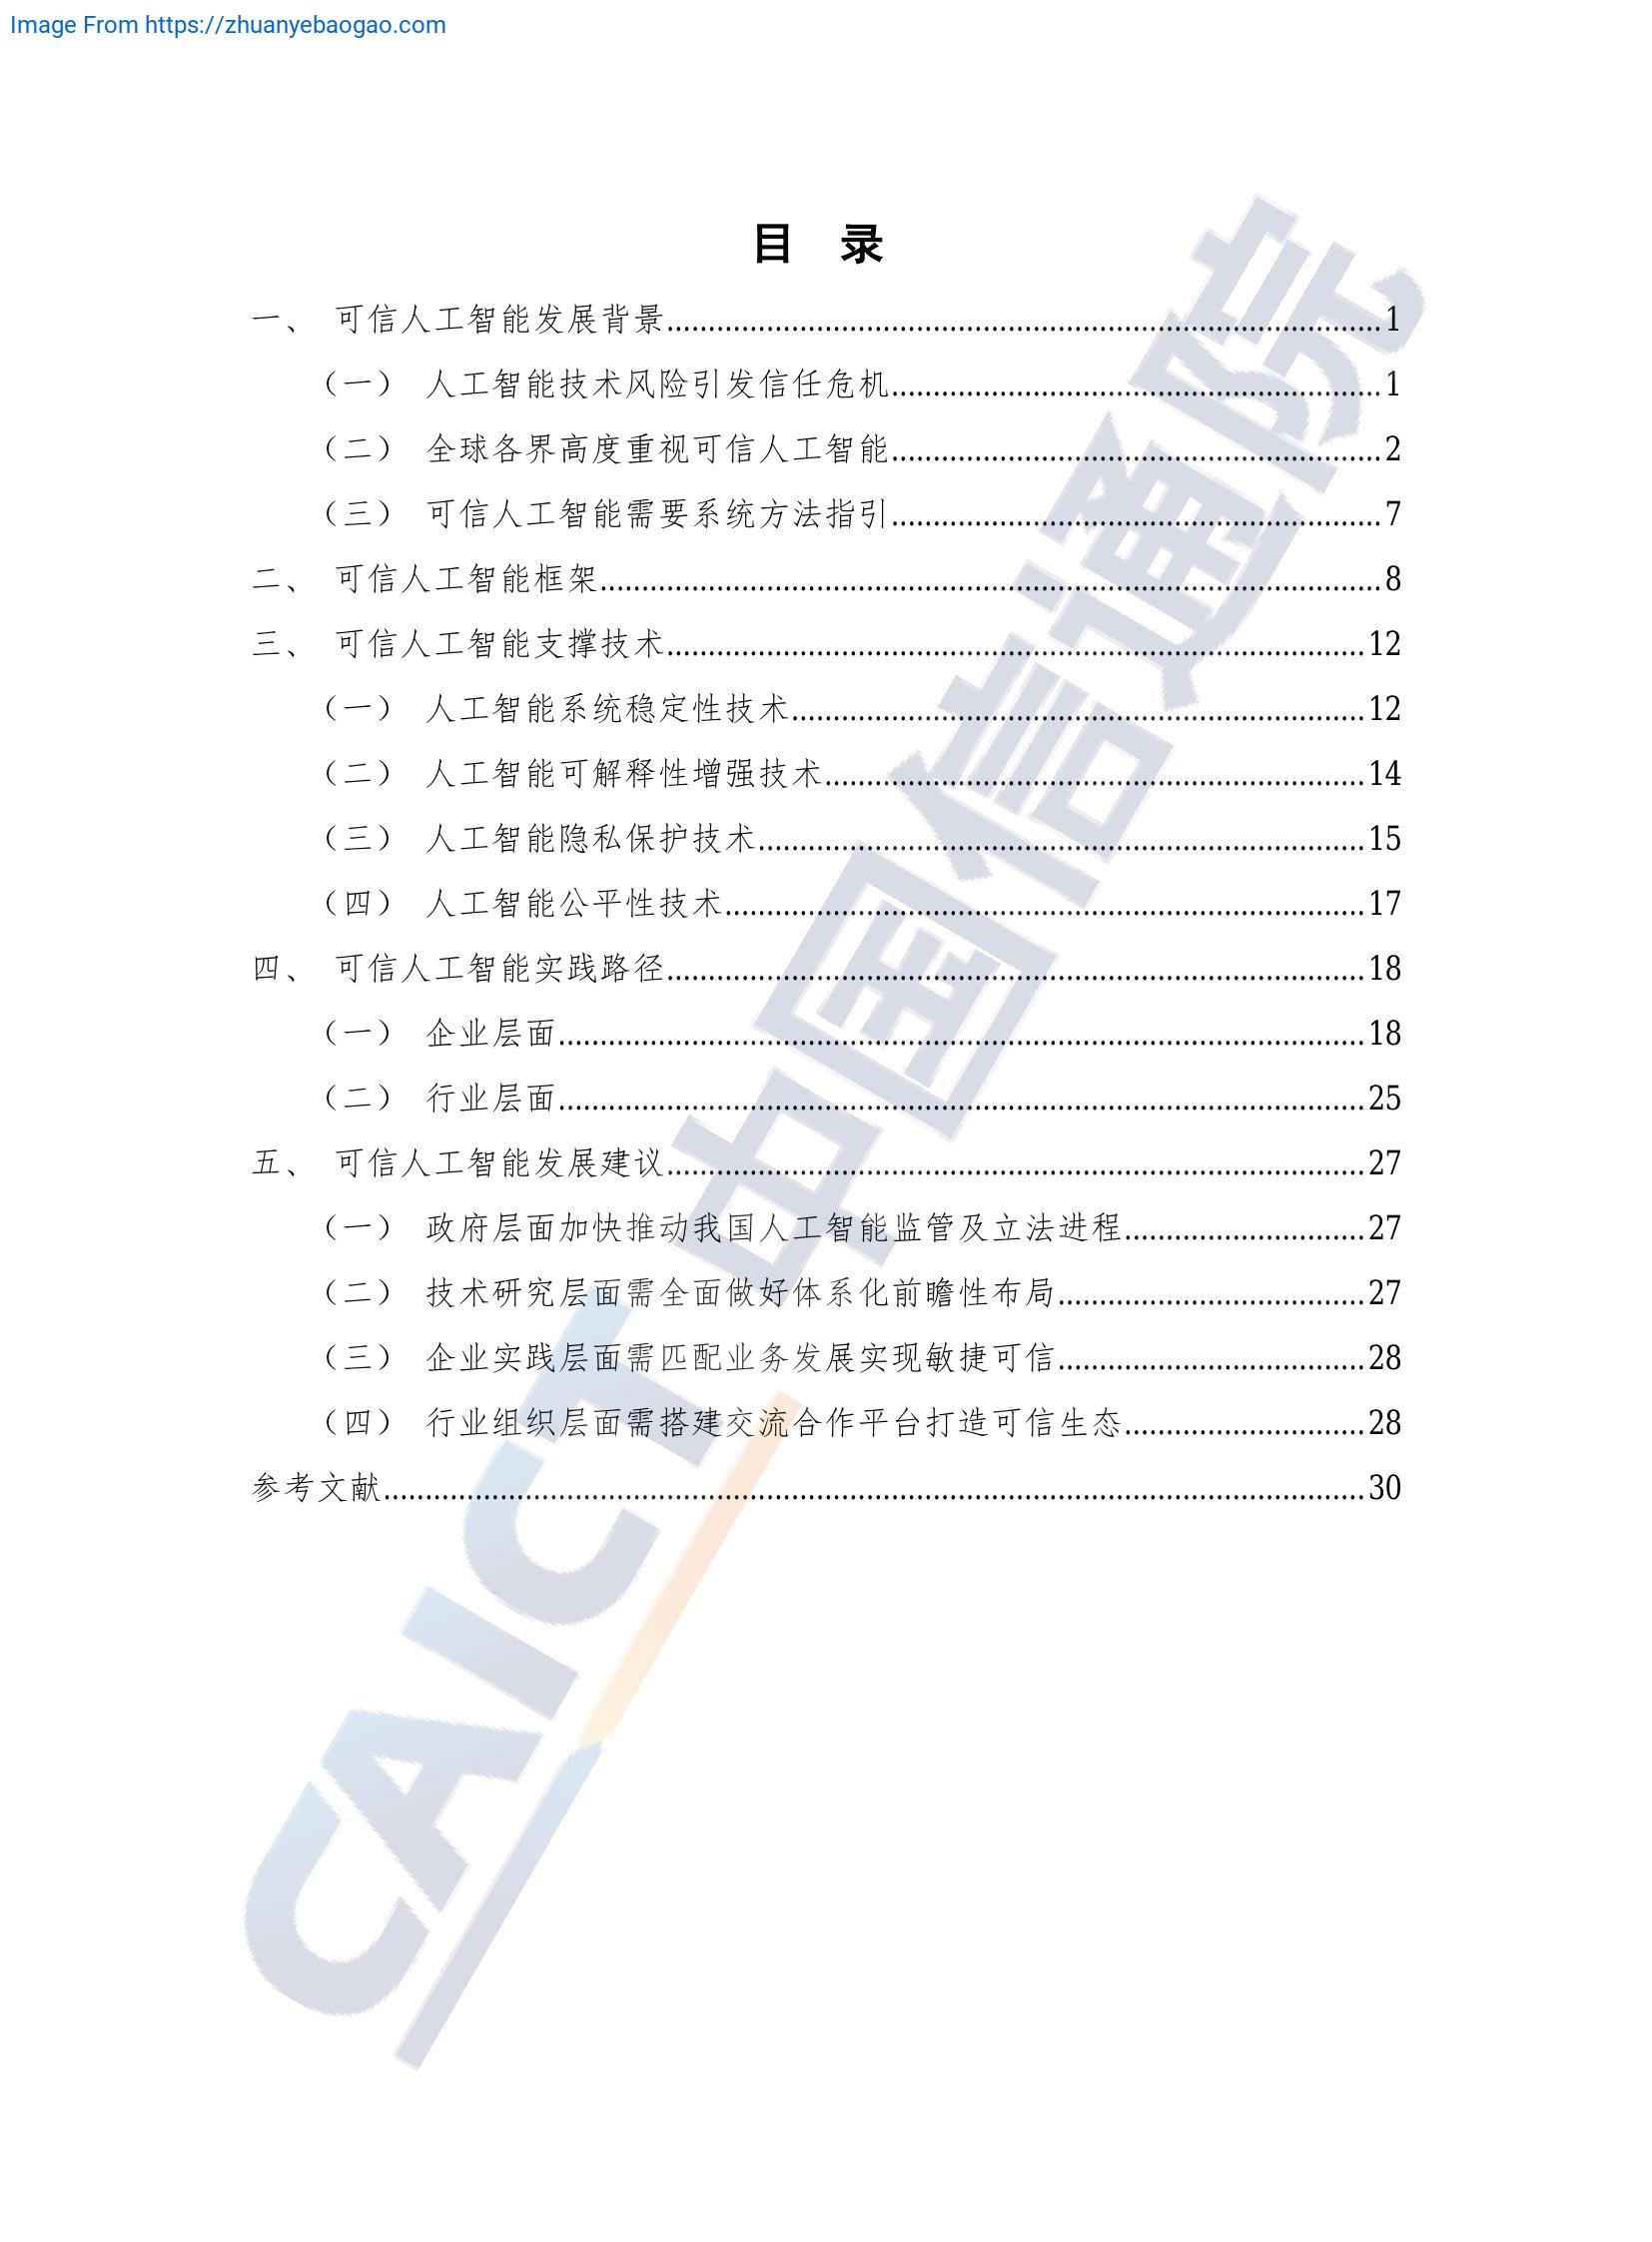 Image From https://zhuanyebaogao.com
目 录
一、 可信人工智能发展背景 1
（一） 人工智能技术风险引发信任危机 1
（二） 全球各界高度重视可信人工智能 2
（三） 可信人工智能需要系统方法指引 7
二、 可信人工智能框架 8
三、 可信人工智能支撑技术 12
（一） 人工智能系统稳定性技术 12
（二） 人工智能可解释性增强技术 14
（三） 人工智能隐私保护技术 15
（四） 人工智能公平性技术 17
四、 可信人工智能实践路径 18
（一） 企业层面 18
（二） 行业层面 25
五、 可信人工智能发展建议 27
（一） 政府层面加快推动我国人工智能监管及立法进程 27
（二） 技术研究层面需全面做好体系化前瞻性布局 27
（三） 企业实践层面需匹配业务发展实现敏捷可信 28
（四） 行业组织层面需搭建交流合作平台打造可信生态 28
参考文献 30
CAICT 中国信通院